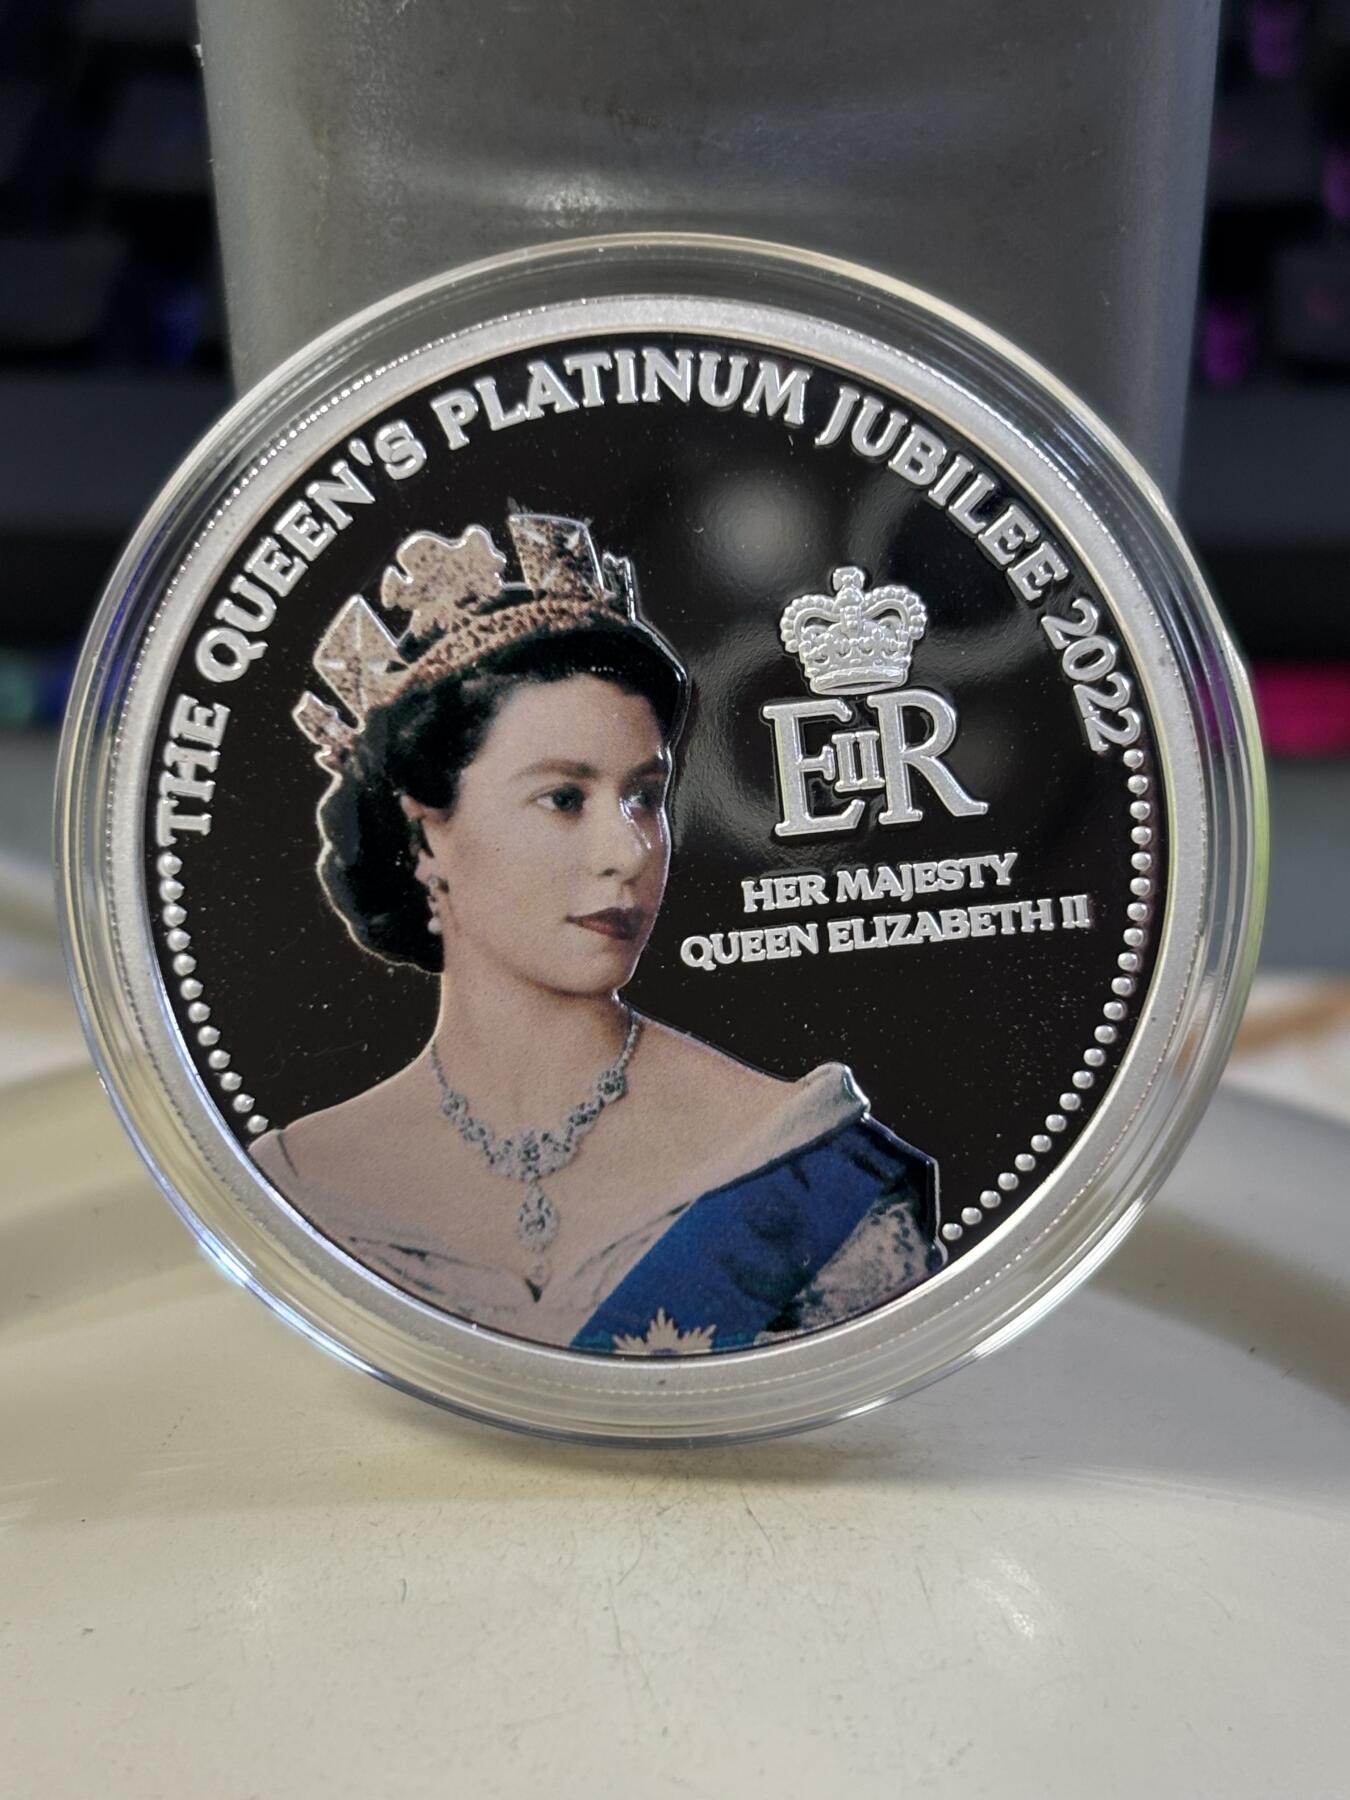 THE QUEEN'S PLATINUM JUBILEE 2022
EIIR
HER MAJESTY
QUEEN ELIZABETH II